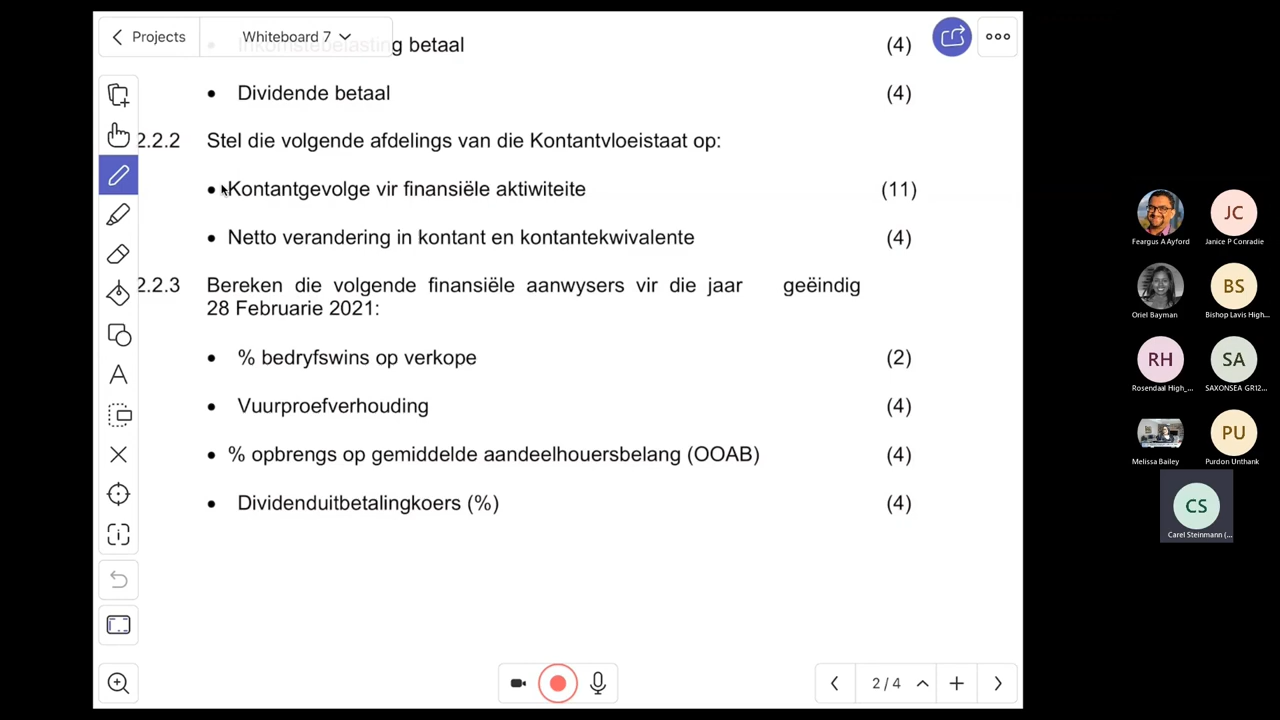 Projects
Whiteboard 7
Inkomstebelasting betaal (4)
• Dividende betaal (4)
2.2.2 Stel die volgende afdelings van die Kontantvloeistaat op:
• Kontantgevolge vir finansiële aktiwiteite (11)
• Netto verandering in kontant en kontantekwivalente (4)
2.2.3 Bereken die volgende finansiële aanwysers vir die jaar geëindig
28 Februarie 2021:
• % bedryfswins op verkope (2)
• Vuurproefverhouding (4)
• % opbrengs op gemiddelde aandeelhouersbelang (OOAB) (4)
• Dividenduitbetalingkoers (%) (4)
2 / 4
Feargus A Ayford
JC
Janice P Conradie
Oriel Bayman
BS
Bishop Lavis High...
RH
Rosendaal High_...
SA
SAXONSEA GR12...
Melissa Bailey
PU
Purdon Unthank
CS
Carel Steinmann (...